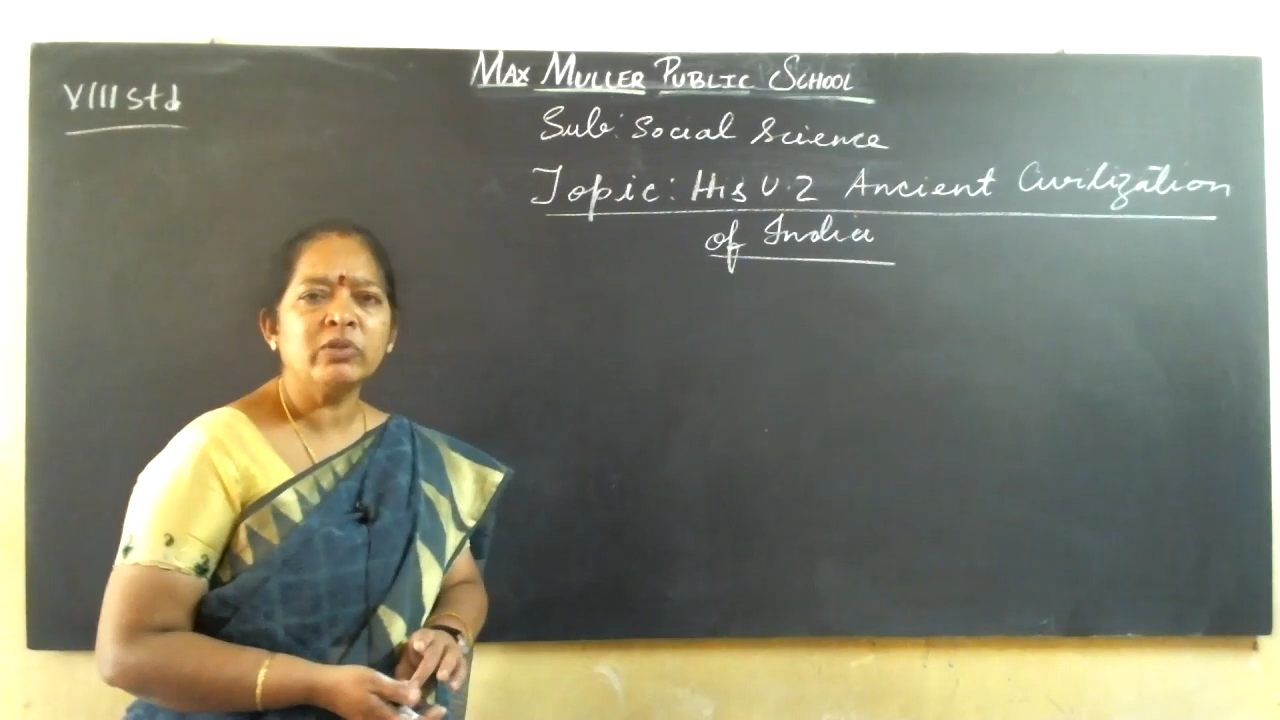 VIII std
MAX MULLER PUBLIC SCHOOL
Sub: Social Science
Topic: His U.2 Ancient Civilization
of India